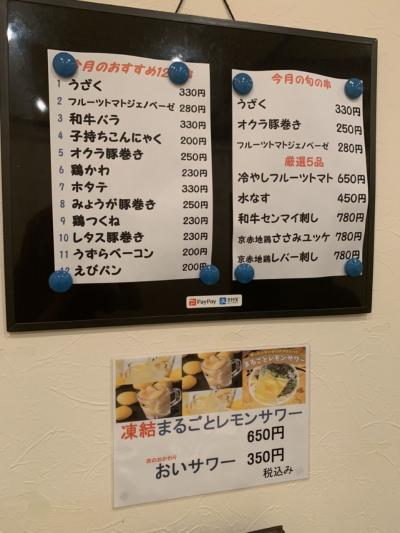 今月のおすすめ12
1 うざく 330円
2 フルーツトマトジェノベーゼ 280円
3 和牛バラ 330円
4 子持ちこんにゃく 200円
5 オクラ豚巻き 250円
6 鶏かわ 230円
7 ホタテ 330円
8 みょうが豚巻き 250円
9 鶏つくね 230円
10 レタス豚巻き 230円
11 うずらベーコン 200円
12 えびパン 200円
今月の旬の串
うざく 330円
オクラ豚巻き 250円
フルーツトマトジェノベーゼ 280円
厳選5品
冷やしフルーツトマト 650円
水なす 450円
和牛センマイ刺し 780円
京赤地鶏ささみユッケ 780円
京赤地鶏レバー刺し 780円
PayPay
まるごとレモンサワー
凍結まるごとレモンサワー
650円
おいサワー 350円
税込み